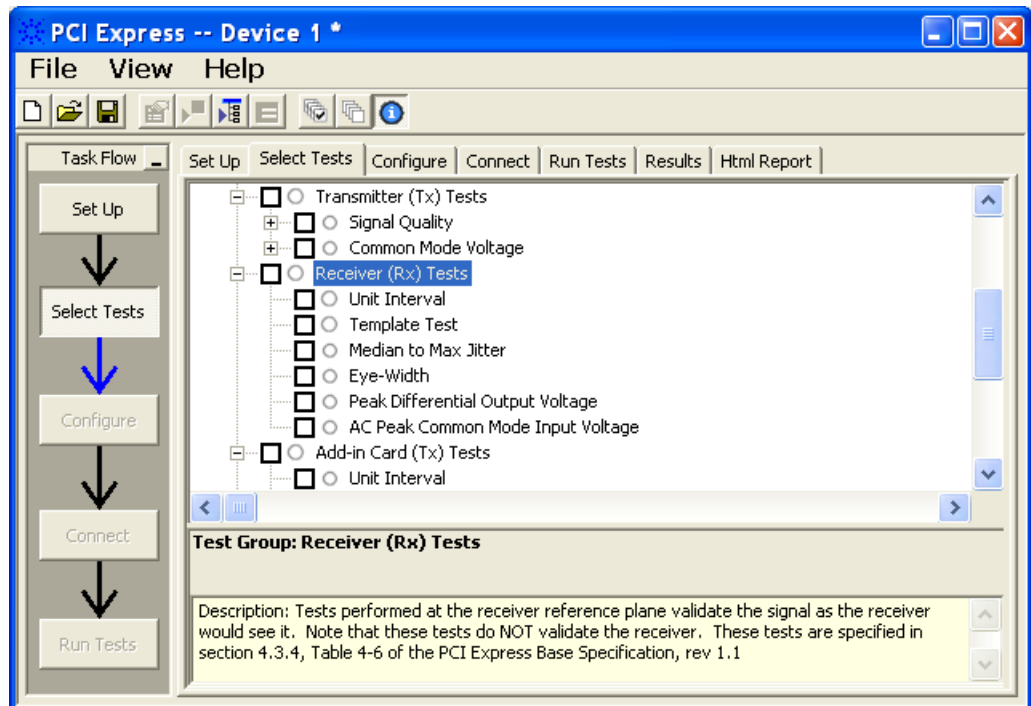 PCI Express -- Device 1 *
File View Help
Task Flow
Set Up Select Tests Configure Connect Run Tests Results Html Report
Set Up
Select Tests
Configure
Connect
Run Tests
Transmitter (Tx) Tests
Signal Quality
Common Mode Voltage
Receiver (Rx) Tests
Unit Interval
Template Test
Median to Max Jitter
Eye-Width
Peak Differential Output Voltage
AC Peak Common Mode Input Voltage
Add-in Card (Tx) Tests
Unit Interval
Test Group: Receiver (Rx) Tests
Description: Tests performed at the receiver reference plane validate the signal as the receiver
would see it. Note that these tests do NOT validate the receiver. These tests are specified in
section 4.3.4, Table 4-6 of the PCI Express Base Specification, rev 1.1